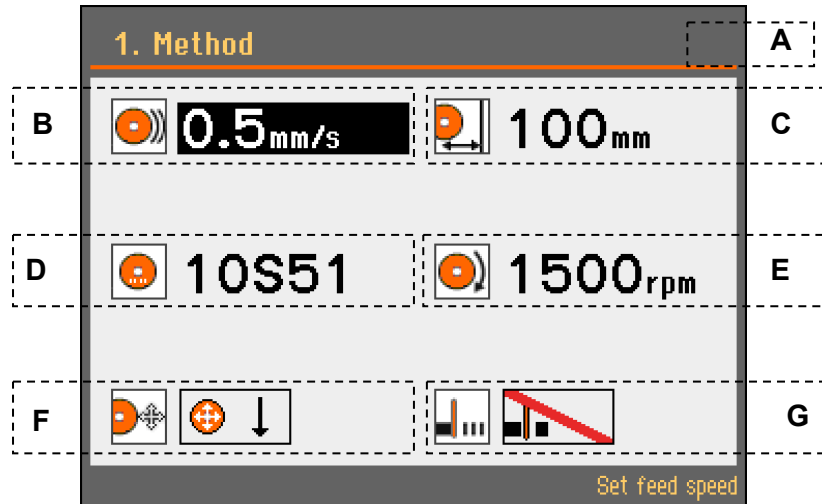 1. Method
A
B
0.5mm/s
100mm
C
D
10S51
1500rpm
E
F
G
Set feed speed